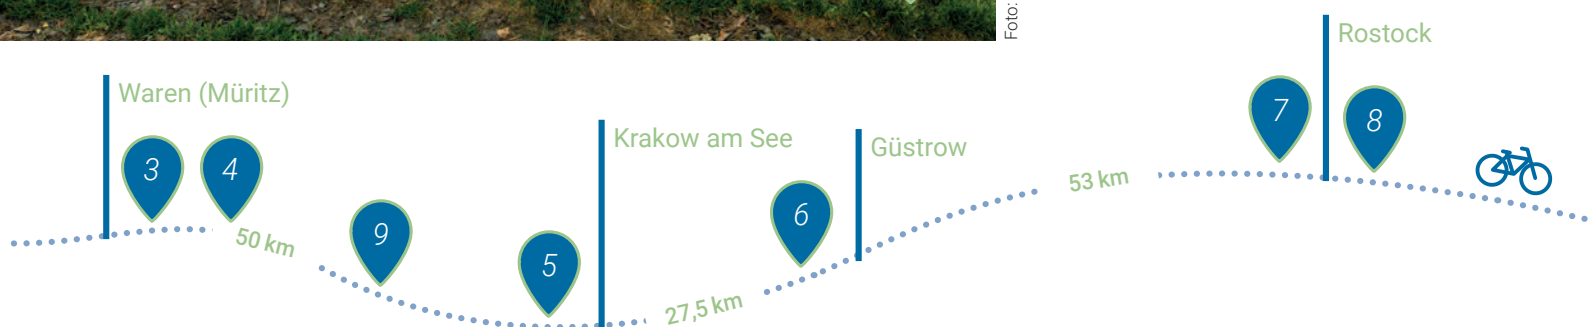 Foto:
Rostock
Waren (Müritz)
Krakow am See
Güstrow
7
8
3
4
53 km
6
9
50 km
5
27,5 km